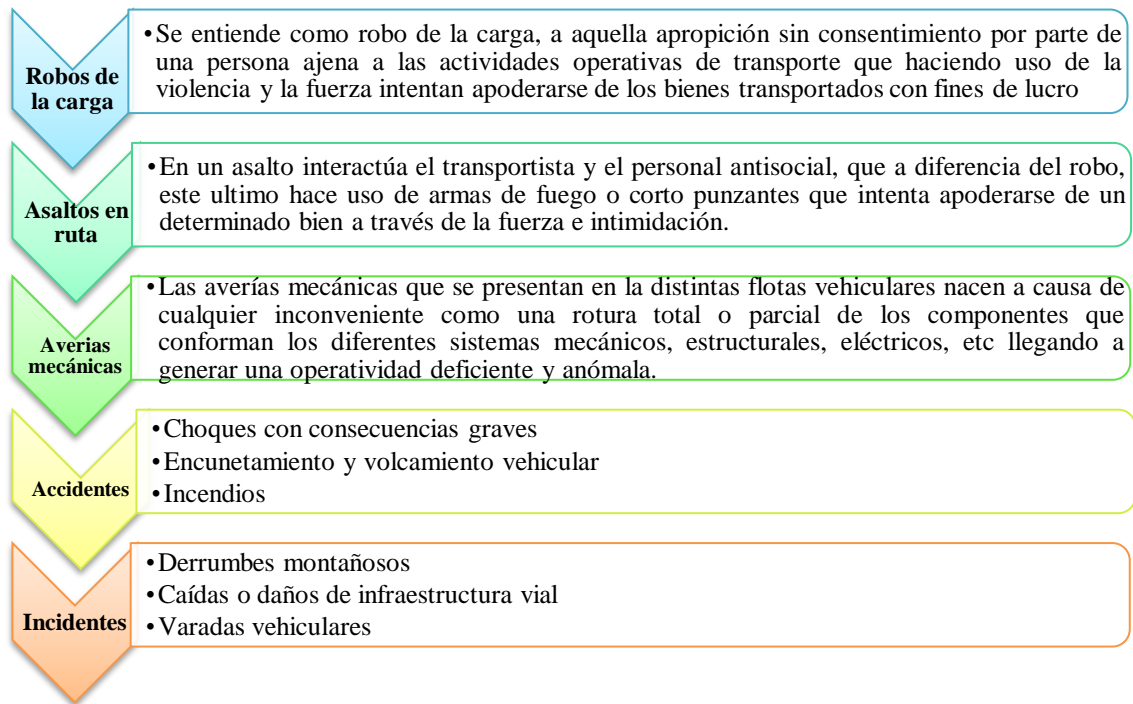 Robos de
la carga
•Se entiende como robo de la carga, a aquella apropición sin consentimiento por parte de
una persona ajena a las actividades operativas de transporte que haciendo uso de la
violencia y la fuerza intentan apoderarse de los bienes transportados con fines de lucro
Asaltos en
ruta
•En un asalto interactúa el transportista y el personal antisocial, que a diferencia del robo,
este ultimo hace uso de armas de fuego o corto punzantes que intenta apoderarse de un
determinado bien a través de la fuerza e intimidación.
Averias
mecánicas
•Las averías mecánicas que se presentan en la distintas flotas vehiculares nacen a causa de
cualquier inconveniente como una rotura total o parcial de los componentes que
conforman los diferentes sistemas mecánicos, estructurales, eléctricos, etc llegando a
generar una operatividad deficiente y anómala.
Accidentes
•Choques con consecuencias graves
•Encunetamiento y volcamiento vehicular
•Incendios
Incidentes
•Derrumbes montañosos
•Caídas o daños de infraestructura vial
•Varadas vehiculares